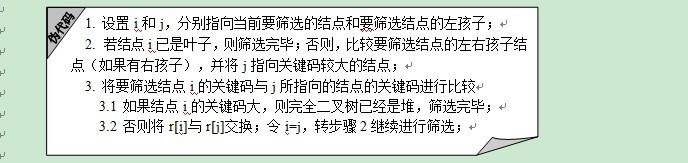 伪代码
1. 设置 i 和 j，分别指向当前要筛选的结点和要筛选结点的左孩子；
2. 若结点 i 已是叶子，则筛选完毕；否则，比较要筛选结点的左右孩子结
点（如果有右孩子），并将 j 指向关键码较大的结点；
3. 将要筛选结点 i 的关键码与 j 所指向的结点的关键码进行比较
3.1 如果结点 i 的关键码大，则完全二叉树已经是堆，筛选完毕；
3.2 否则将 r[i]与 r[j]交换；令 i=j，转步骤 2 继续进行筛选；